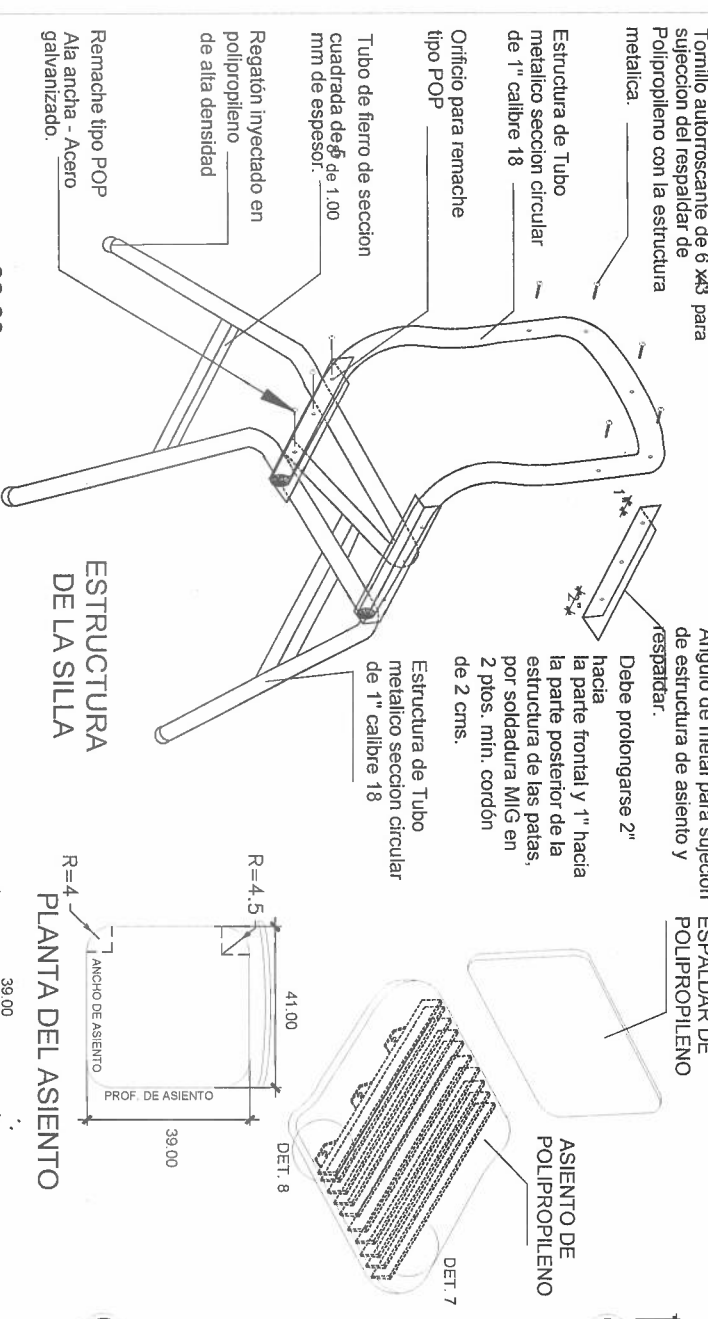 Tornillo autorroscante de 6 x43 para
sujeccion del respaldar de
Polipropileno con la estructura
metalica.
Estructura de Tubo
metalico seccion circular
de 1" calibre 18
Orificio para remache
tipo POP
Tubo de fierro de seccion
cuadrada de de 1.00
mm de espesor.
Regatón inyectado en
polipropileno
de alta densidad
Remache tipo POP
Ala ancha - Acero
galvanizado.
1"
2"
Angulo de metal para sujeción
de estructura de asiento y
respaldar.
Debe prolongarse 2"
hacia
la parte frontal y 1" hacia
la parte posterior de la
estructura de las patas,
por soldadura MIG en
2 ptos. min. cordón
de 2 cms.
Estructura de Tubo
metalico seccion circular
de 1" calibre 18
ESTRUCTURA
DE LA SILLA
ESPALDAR DE
POLIPROPILENO
ASIENTO DE
POLIPROPILENO
DET. 7
DET. 8
41.00
R=4.5
R=4
ANCHO DE ASIENTO
PROF. DE ASIENTO
39.00
PLANTA DEL ASIENTO
39.00